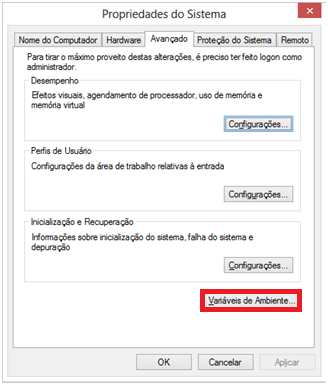 Propriedades do Sistema
Nome do Computador
Hardware
Avançado
Proteção do Sistema
Remoto
Para tirar o máximo proveito destas alterações, é preciso ter feito logon como
administrador.
Desempenho
Efeitos visuais, agendamento de processador, uso de memória e
memória virtual
Configurações...
Perfis de Usuário
Configurações da área de trabalho relativas à entrada
Configurações...
Inicialização e Recuperação
Informações sobre inicialização do sistema, falha do sistema e
depuração
Configurações...
Variáveis de Ambiente...
OK
Cancelar
Aplicar